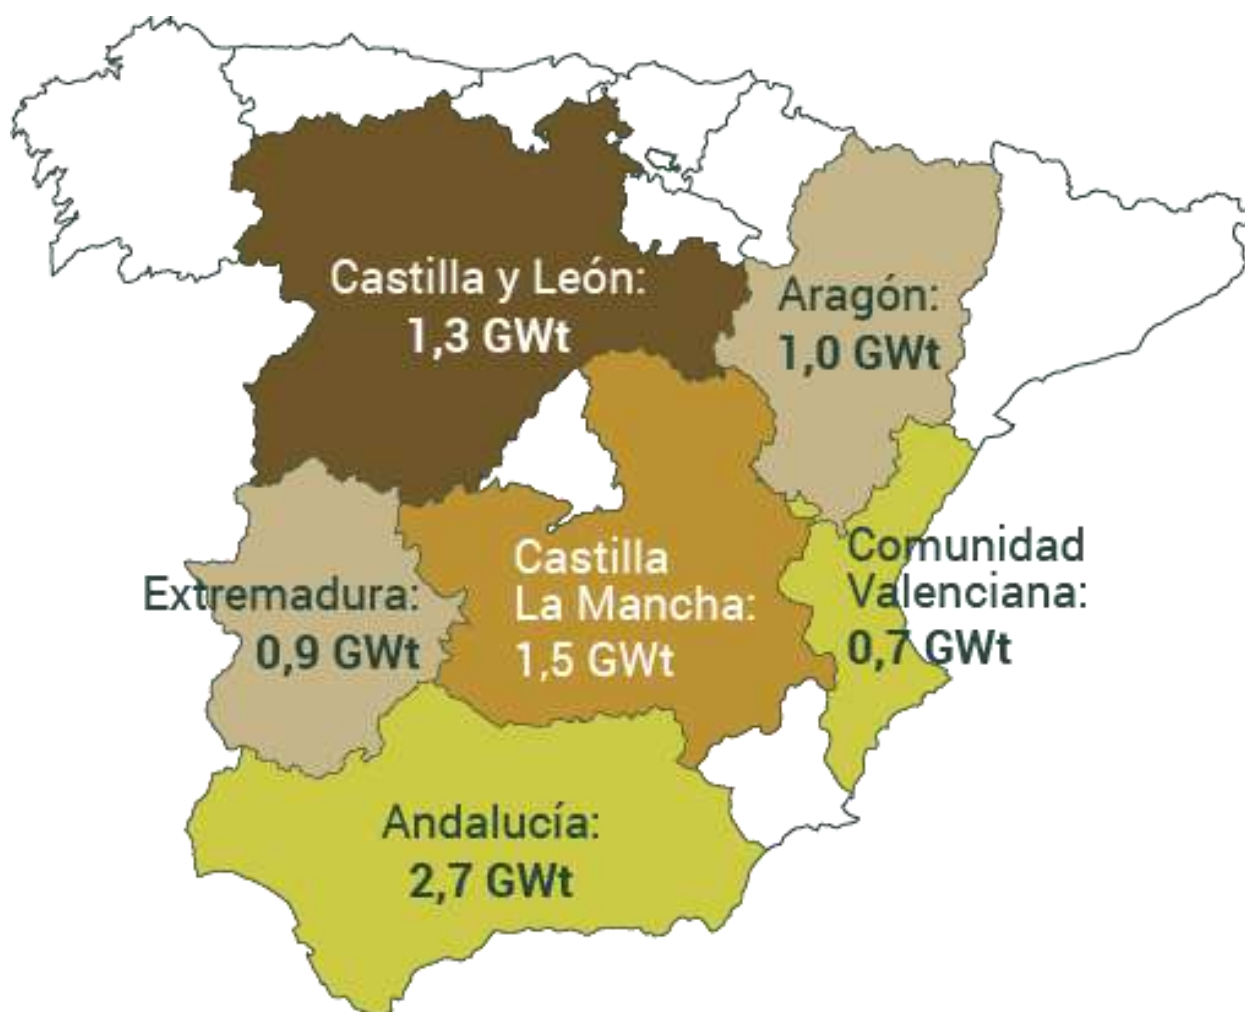 Castilla y León:
1,3 GWt
Aragón:
1,0 GWt
Extremadura:
0,9 GWt
Castilla
La Mancha:
1,5 GWt
Comunidad
Valenciana:
0,7 GWt
Andalucía:
2,7 GWt